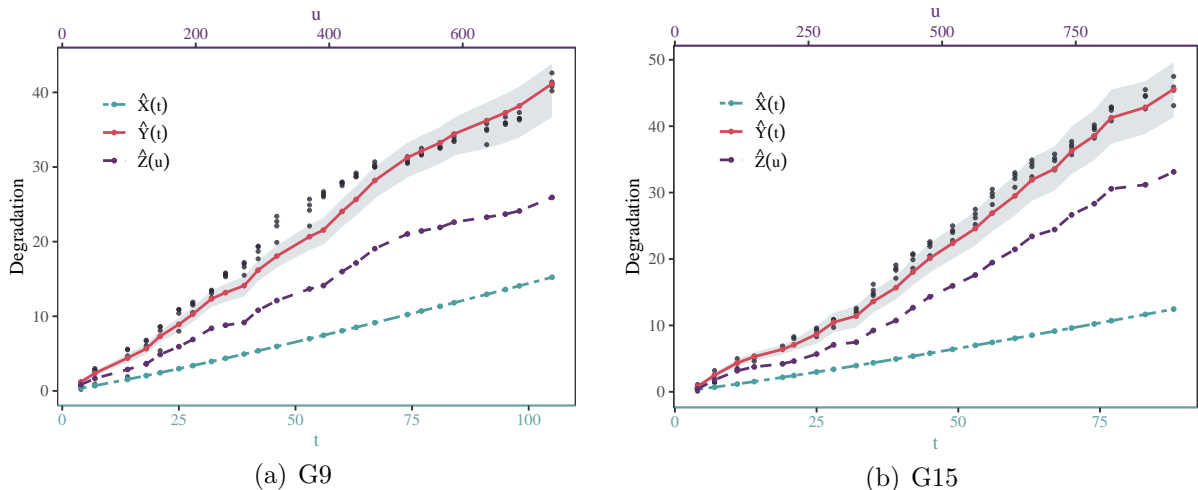 u
0 200 400 600
40
30
20
10
0
Degradation
X̂(t)
Ŷ(t)
Ẑ(u)
0 25 50 75 100
t
(a) G9
u
0 250 500 750
50
40
30
20
10
0
Degradation
X̂(t)
Ŷ(t)
Ẑ(u)
0 25 50 75
t
(b) G15